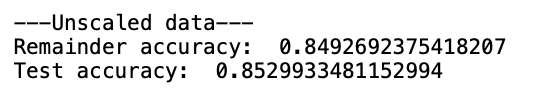 ---Unscaled data---
Remainder accuracy:  0.8492692375418207
Test accuracy:  0.8529933481152994